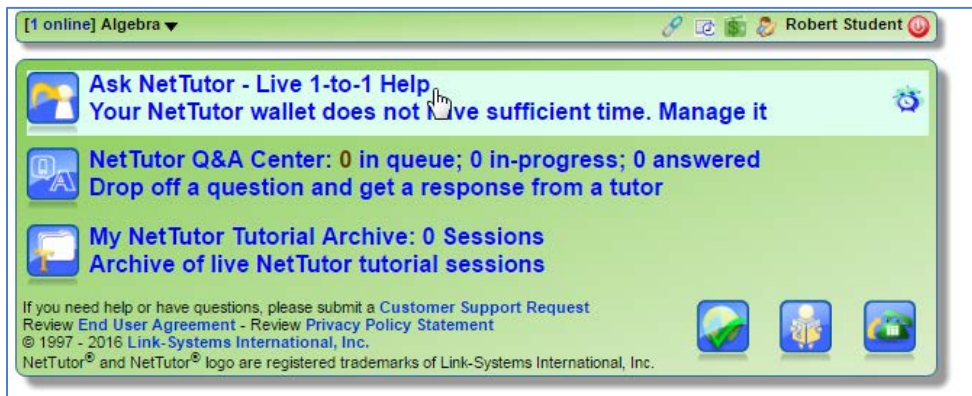 [1 online] Algebra
Robert Student
Ask NetTutor - Live 1-to-1 Help
Your NetTutor wallet does not have sufficient time. Manage it
NetTutor Q&A Center: 0 in queue; 0 in-progress; 0 answered
Drop off a question and get a response from a tutor
My NetTutor Tutorial Archive: 0 Sessions
Archive of live NetTutor tutorial sessions
If you need help or have questions, please submit a Customer Support Request
Review End User Agreement - Review Privacy Policy Statement
© 1997 - 2016 Link-Systems International, Inc.
NetTutor® and NetTutor® logo are registered trademarks of Link-Systems International, Inc.